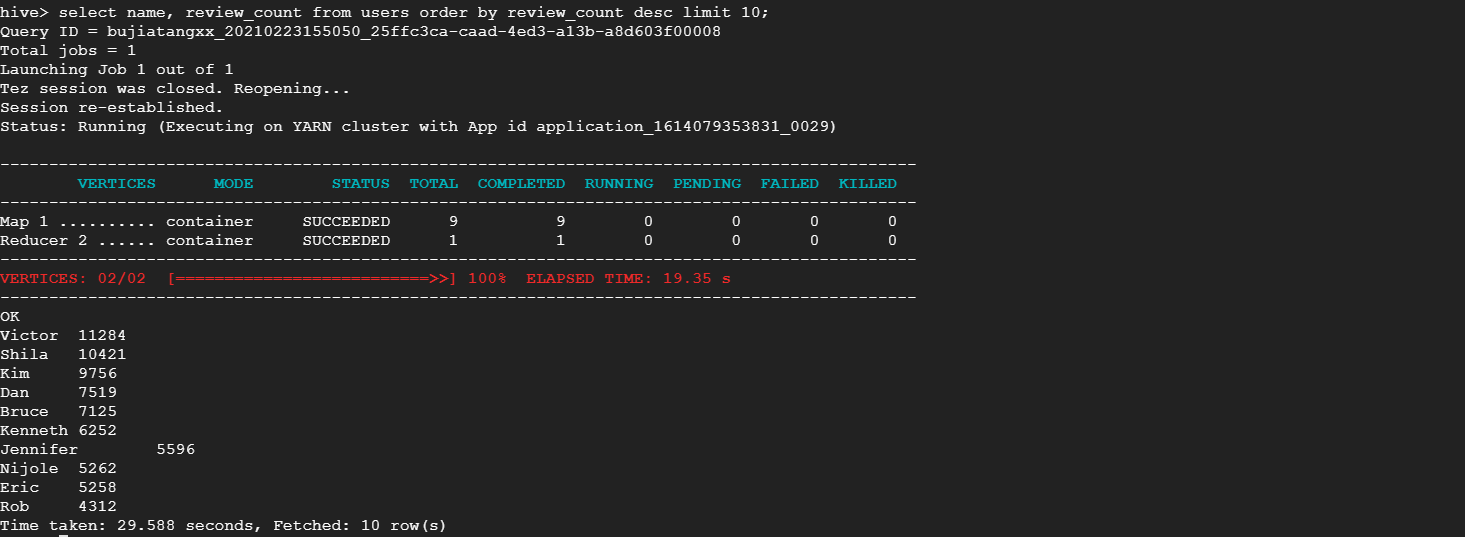 hive> select name, review_count from users order by review_count desc limit 10;
Query ID = bujiatangxx_20210223155050_25ffc3ca-caad-4ed3-a13b-a8d603f00008
Total jobs = 1
Launching Job 1 out of 1
Tez session was closed. Reopening...
Session re-established.
Status: Running (Executing on YARN cluster with App id application_1614079353831_0029)
----------------------------------------------------------------------------------------------
        VERTICES      MODE        STATUS  TOTAL  COMPLETED  RUNNING  PENDING  FAILED  KILLED
----------------------------------------------------------------------------------------------
Map 1 .......... container     SUCCEEDED      9          9        0        0       0       0
Reducer 2 ...... container     SUCCEEDED      1          1        0        0       0       0
----------------------------------------------------------------------------------------------
VERTICES: 02/02  [==========================>>] 100%  ELAPSED TIME: 19.35 s
----------------------------------------------------------------------------------------------
OK
Victor  11284
Shila   10421
Kim     9756
Dan     7519
Bruce   7125
Kenneth 6252
Jennifer        5596
Nijole  5262
Eric    5258
Rob     4312
Time taken: 29.588 seconds, Fetched: 10 row(s)